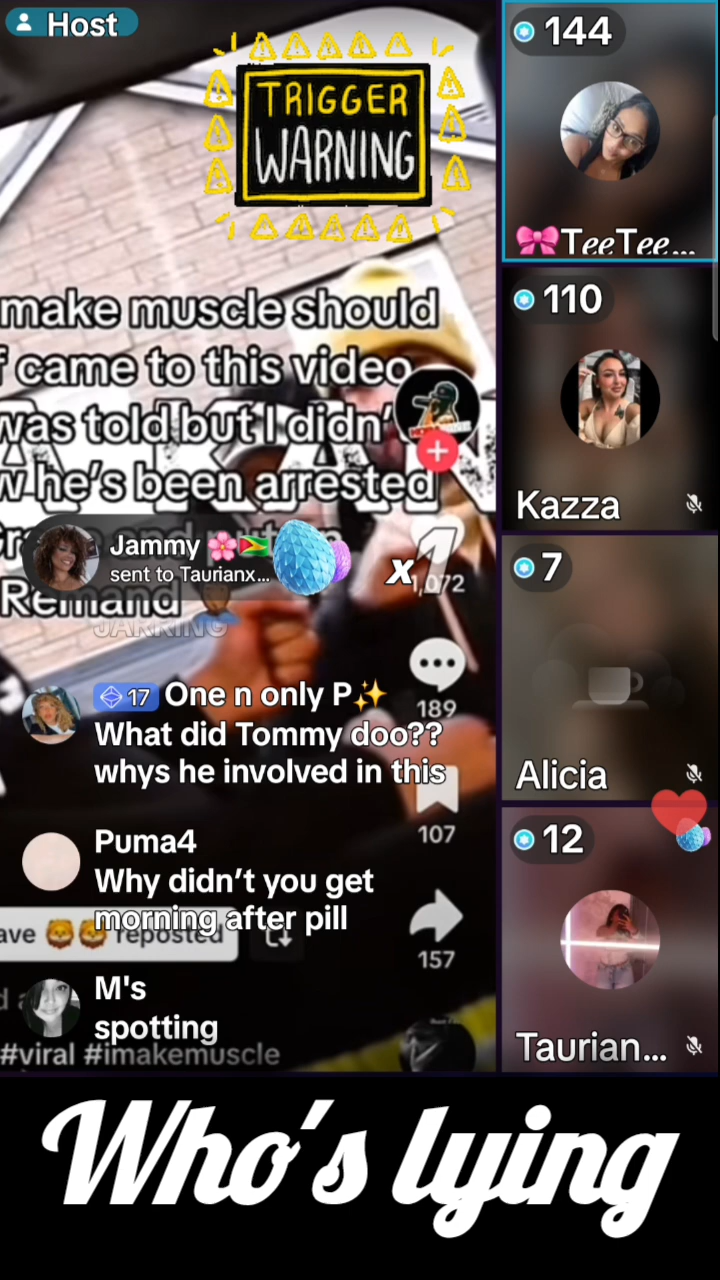 Host
TRIGGER
WARNING
make muscle should
f came to this video
was told but I didn'
w he's been arrested
Remand
JARRING
Jammy 🌸🇬🇾
sent to Taurianx...
x1
1,072
189
107
157
17 One n only P✨
What did Tommy doo??
whys he involved in this
Puma4
Why didn't you get
morning after pill
ave 🦁🦁 reposted
M's
spotting
#viral #imakemuscle
144
🎀TeeTee...
110
Kazza
7
Alicia
12
Taurian...
Who's lying